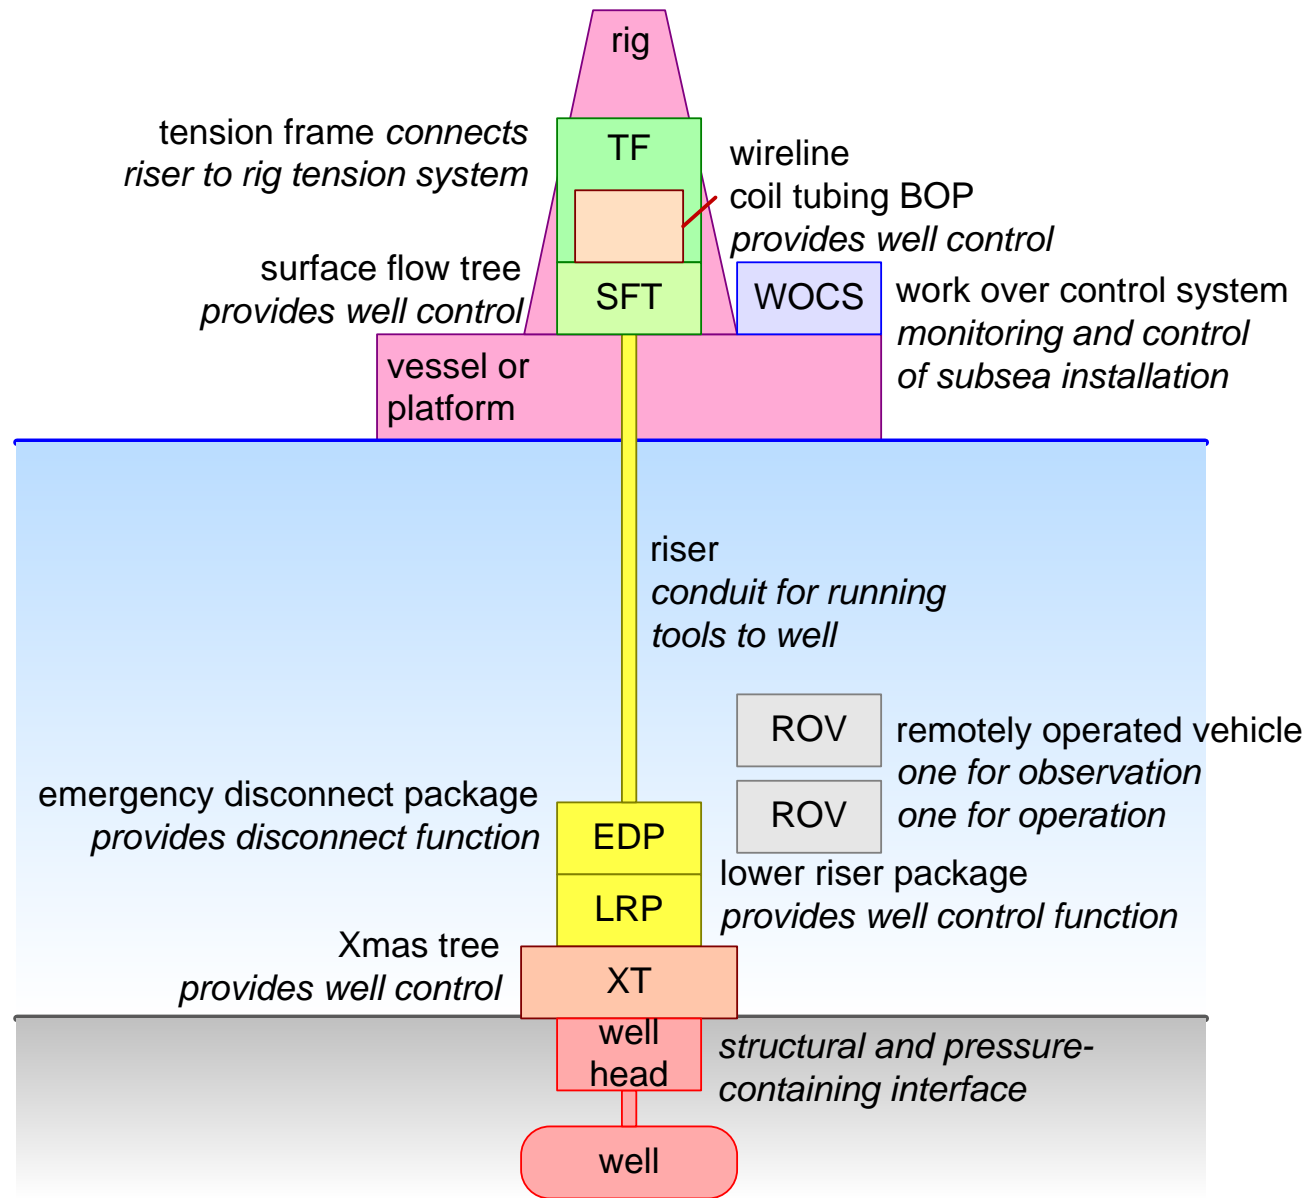 rig
tension frame connects
riser to rig tension system
TF
wireline
coil tubing BOP
provides well control
surface flow tree
provides well control
SFT
WOCS
work over control system
monitoring and control
of subsea installation
vessel or
platform
riser
conduit for running
tools to well
ROV
remotely operated vehicle
one for observation
ROV
one for operation
emergency disconnect package
provides disconnect function
EDP
LRP
lower riser package
provides well control function
Xmas tree
provides well control
XT
well
head
structural and pressure-
containing interface
well